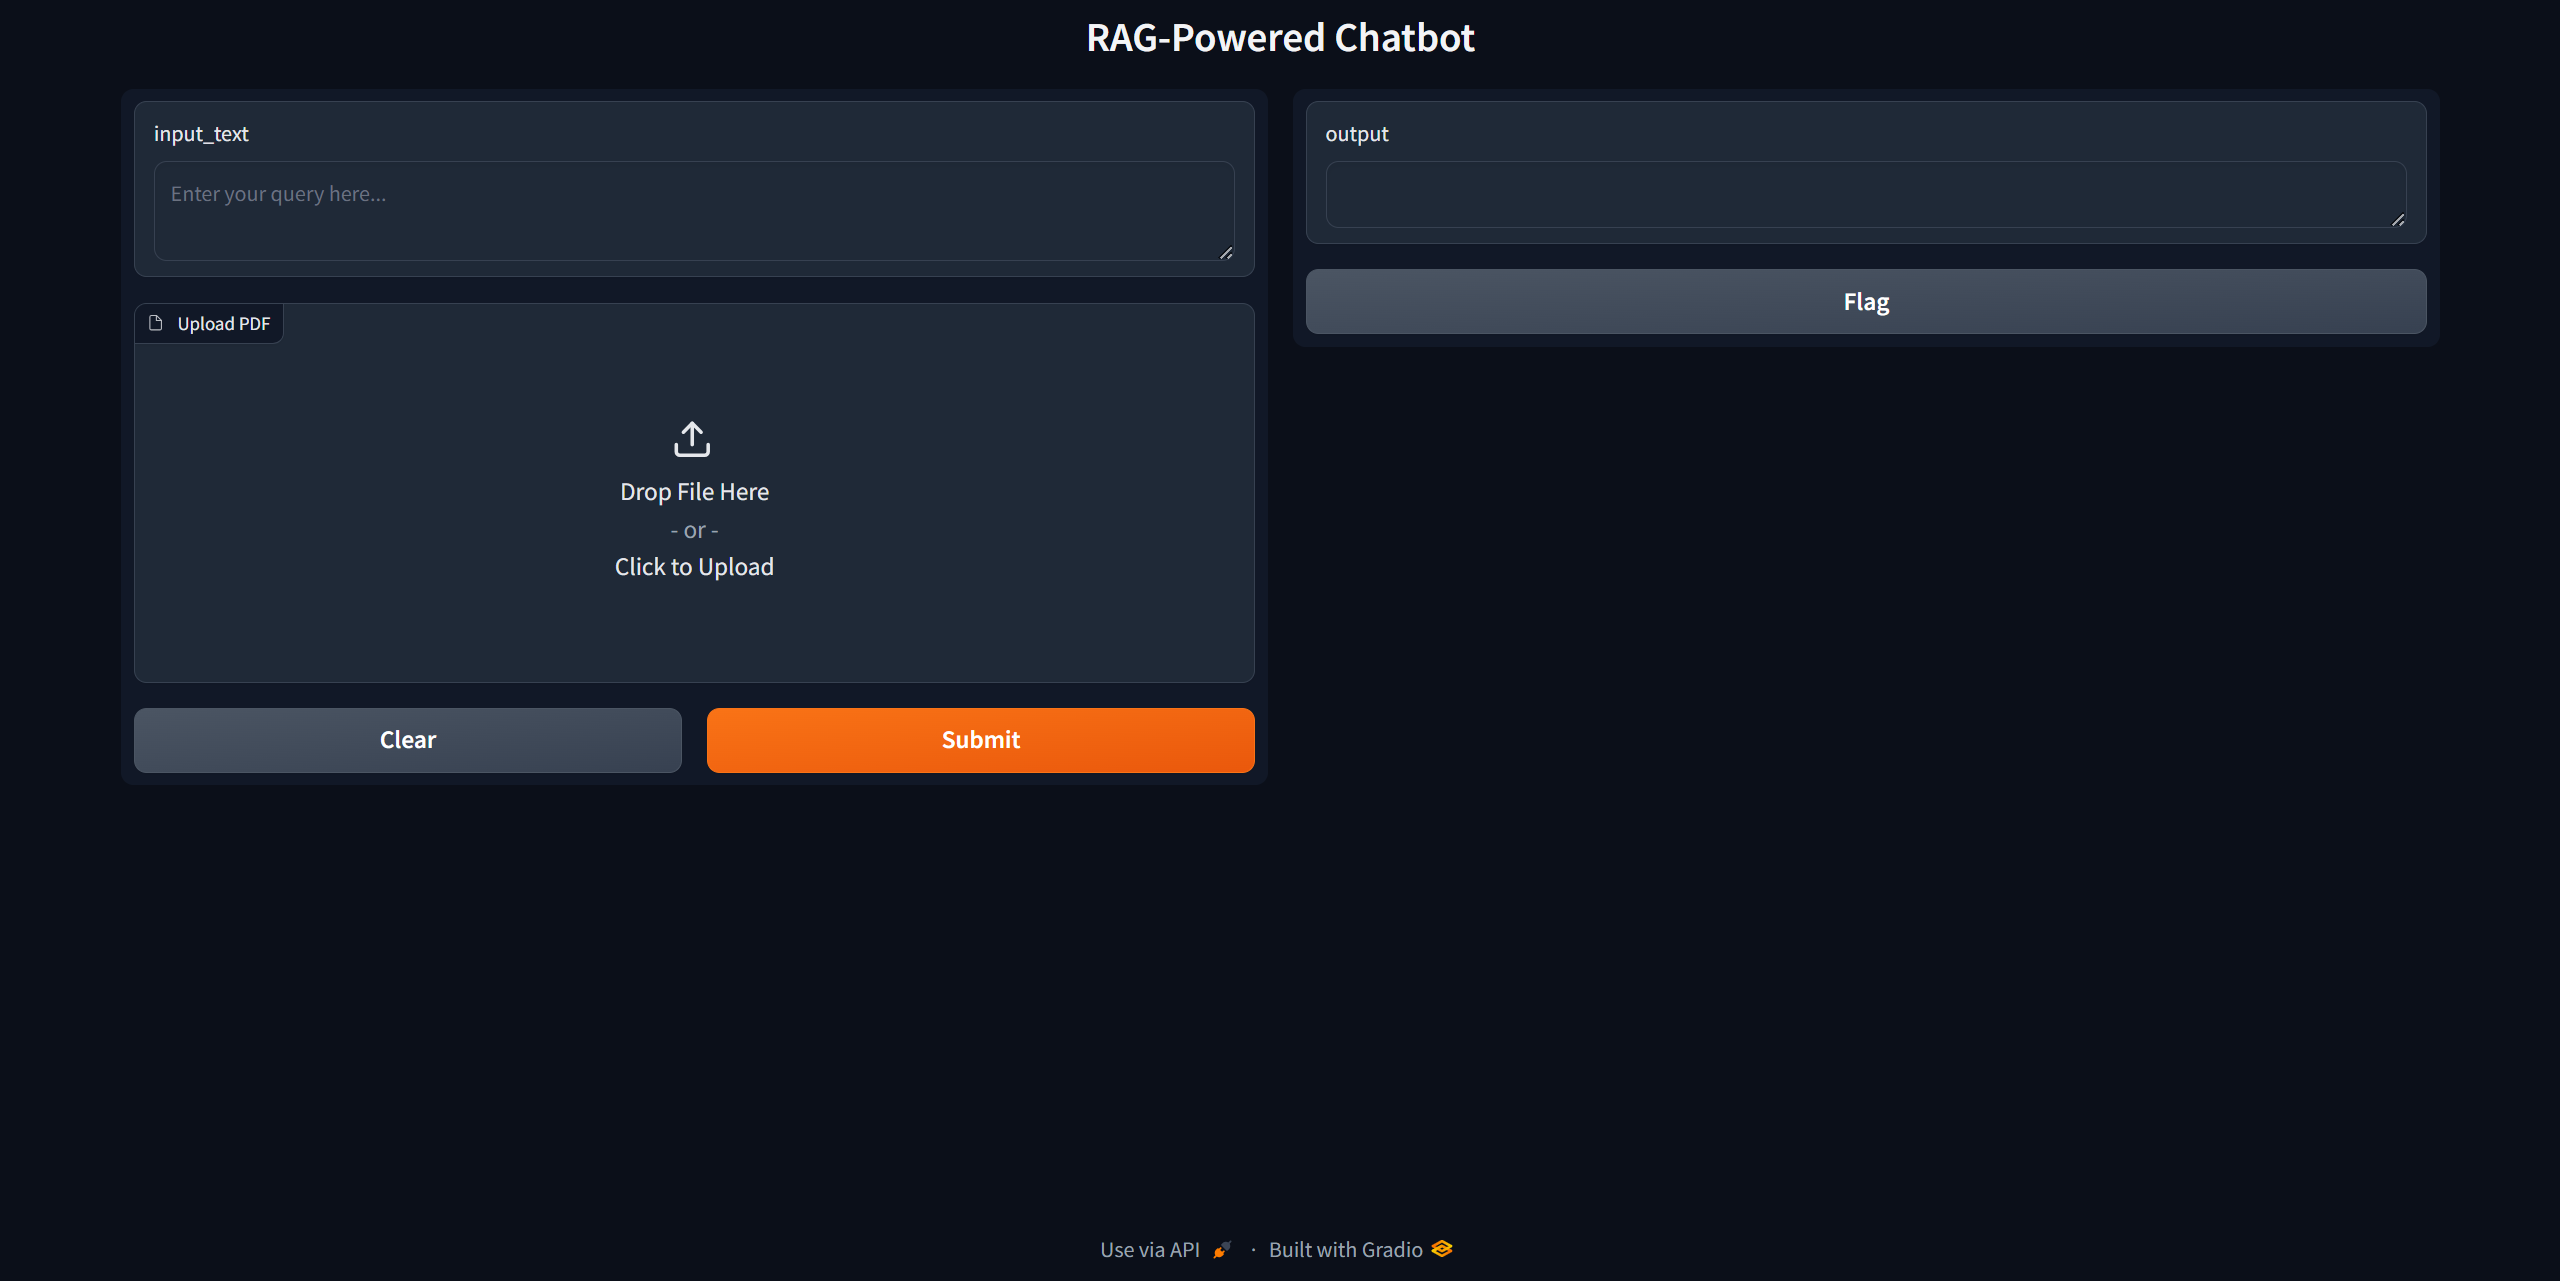 RAG-Powered Chatbot
input_text
Enter your query here...
Upload PDF
Drop File Here
- or -
Click to Upload
Clear
Submit
output
Flag
Use via API · Built with Gradio